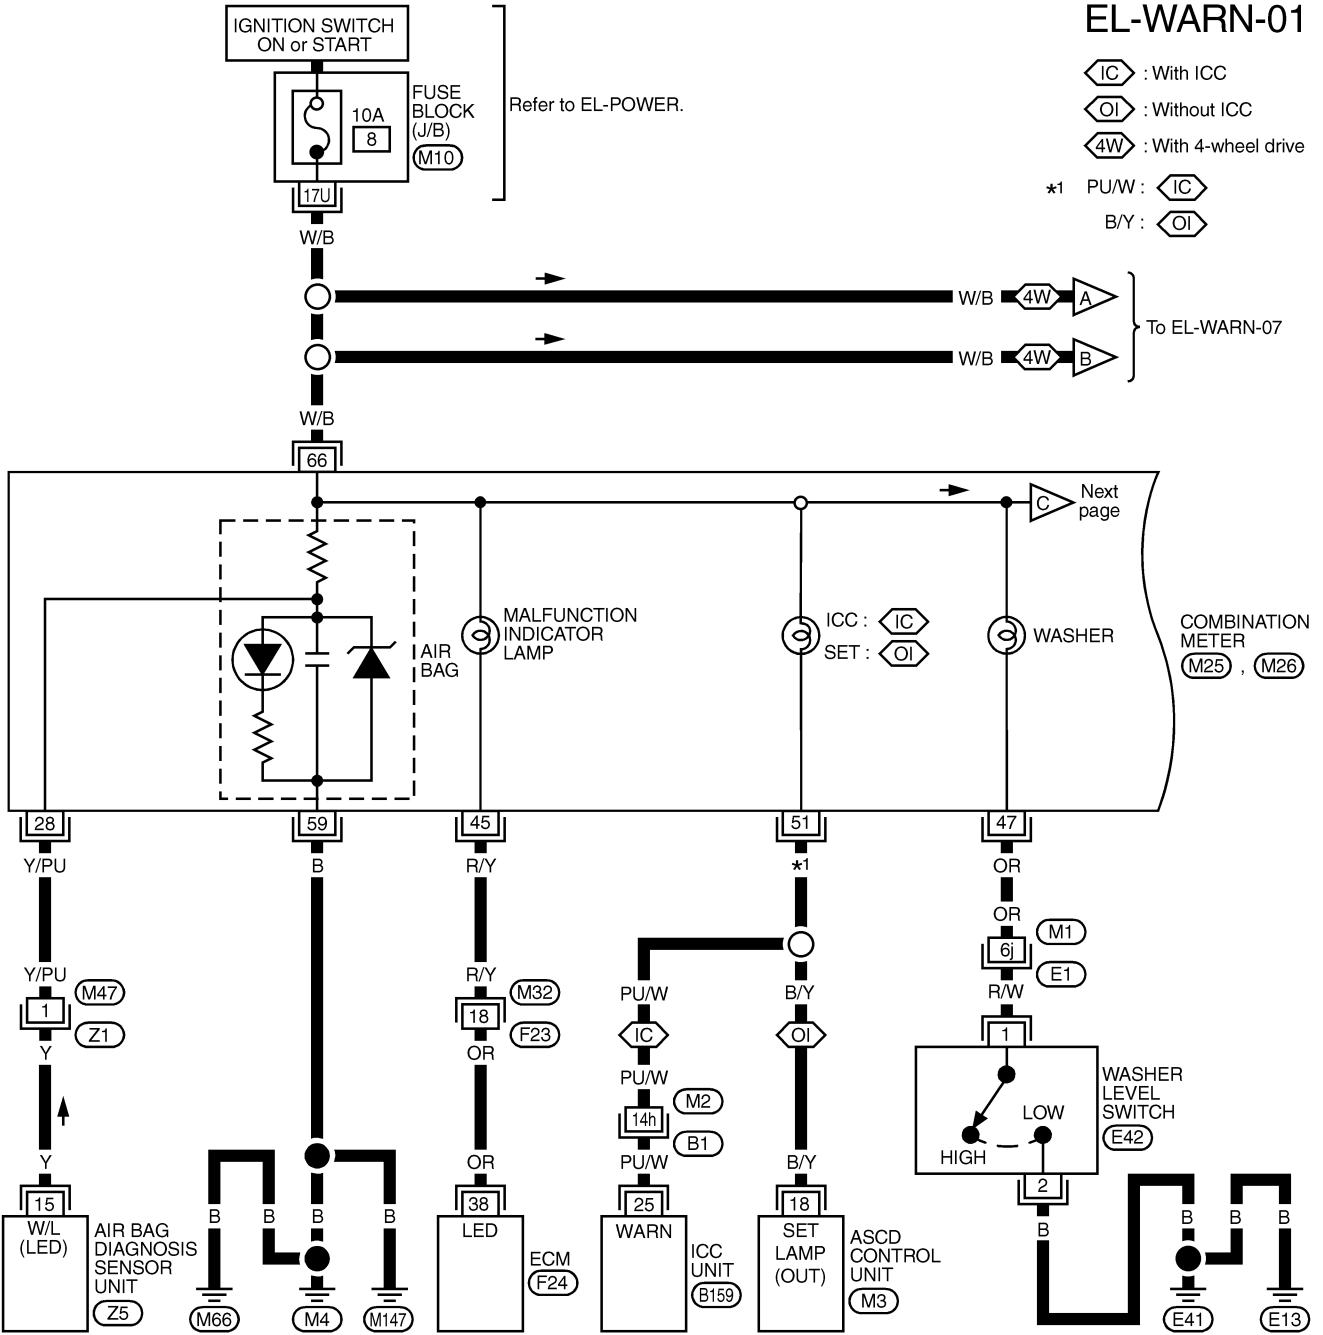 EL-WARN-01
IGNITION SWITCH
ON or START
FUSE
BLOCK
(J/B)
M10
10A
8
Refer to EL-POWER.
IC : With ICC
OI : Without ICC
4W : With 4-wheel drive
*1 PU/W : IC
B/Y : OI
17U
W/B
W/B 4W A
To EL-WARN-07
W/B 4W B
W/B
66
C
Next
page
MALFUNCTION
INDICATOR
LAMP
AIR
BAG
ICC : IC
SET : OI
WASHER
COMBINATION
METER
M25 , M26
28 59 45 51 47
Y/PU B R/Y *1 OR
OR
M1
6j
E1
Y/PU R/Y PU/W B/Y R/W
M47
1
Z1
M32
18
F23
IC OI
1
Y OR PU/W
M2
14h
B1
WASHER
LEVEL
SWITCH
E42
LOW
HIGH
Y OR PU/W B/Y
15 38 25 18 2
W/L
(LED)
AIR BAG
DIAGNOSIS
SENSOR
UNIT
Z5
B B B B
M66 M4 M147
LED
ECM
F24
WARN
ICC
UNIT
B159
SET
LAMP
(OUT)
ASCD
CONTROL
UNIT
M3
B B B B
E41 E13